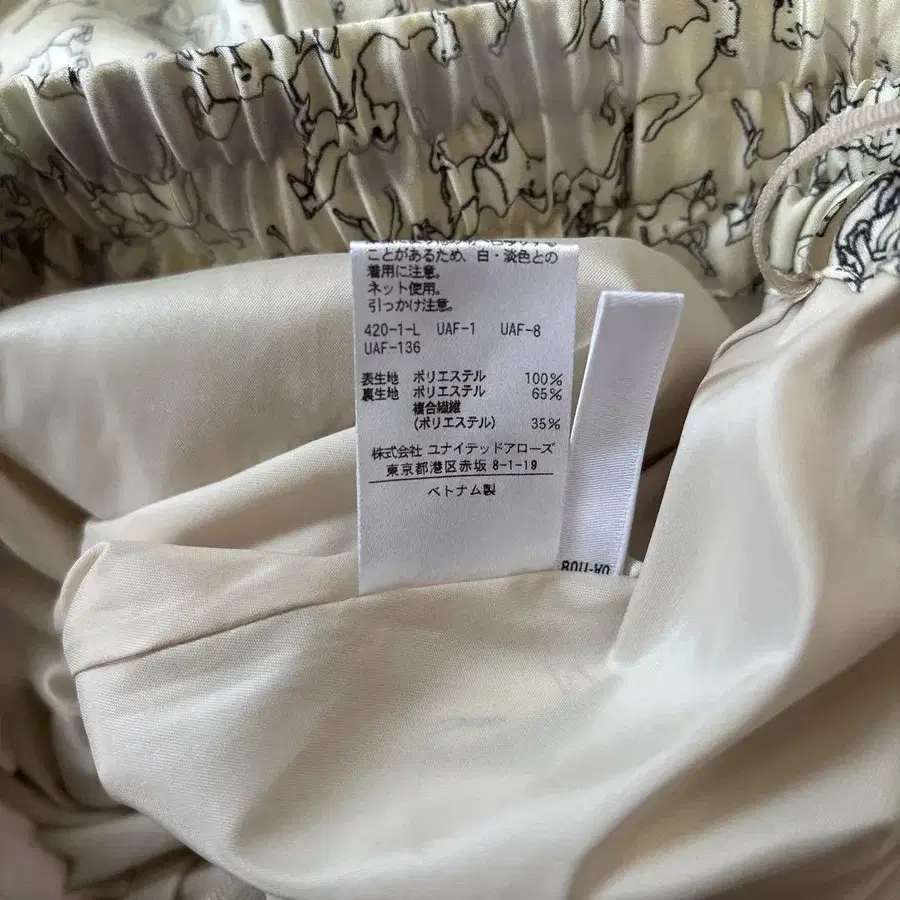 ことがあるため、白・淡色との
着用に注意。
ネット使用。
引っかけ注意。
420-1-L UAF-1 UAF-8
UAF-136
表生地 ポリエステル 100%
裏生地 ポリエステル 65%
複合繊維
(ポリエステル) 35%
株式会社 ユナイテッドアローズ
東京都港区赤坂 8-1-19
ベトナム製